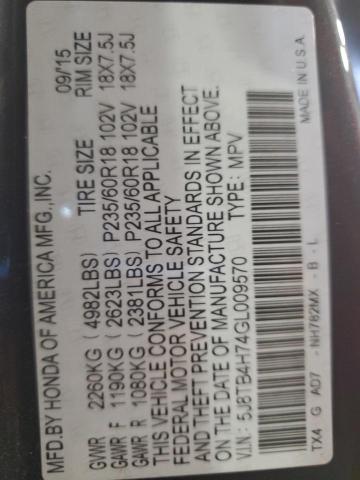 MFD.BY HONDA OF AMERICA MFG.,INC. 09/15
TIRE SIZE RIM SIZE
GVWR 2260KG ( 4982LBS)
GAWR F 1190KG ( 2623LBS) P235/60R18 102V 18X7.5J
GAWR R 1080KG ( 2381LBS) P235/60R18 102V 18X7.5J
THIS VEHICLE CONFORMS TO ALL APPLICABLE
FEDERAL MOTOR VEHICLE SAFETY
AND THEFT PREVENTION STANDARDS IN EFFECT
ON THE DATE OF MANUFACTURE SHOWN ABOVE.
V.I.N.: 5J8TB4H74GL009570 TYPE: MPV
TX4 G AD7 - NH782MX - B - L MADE IN U.S.A.